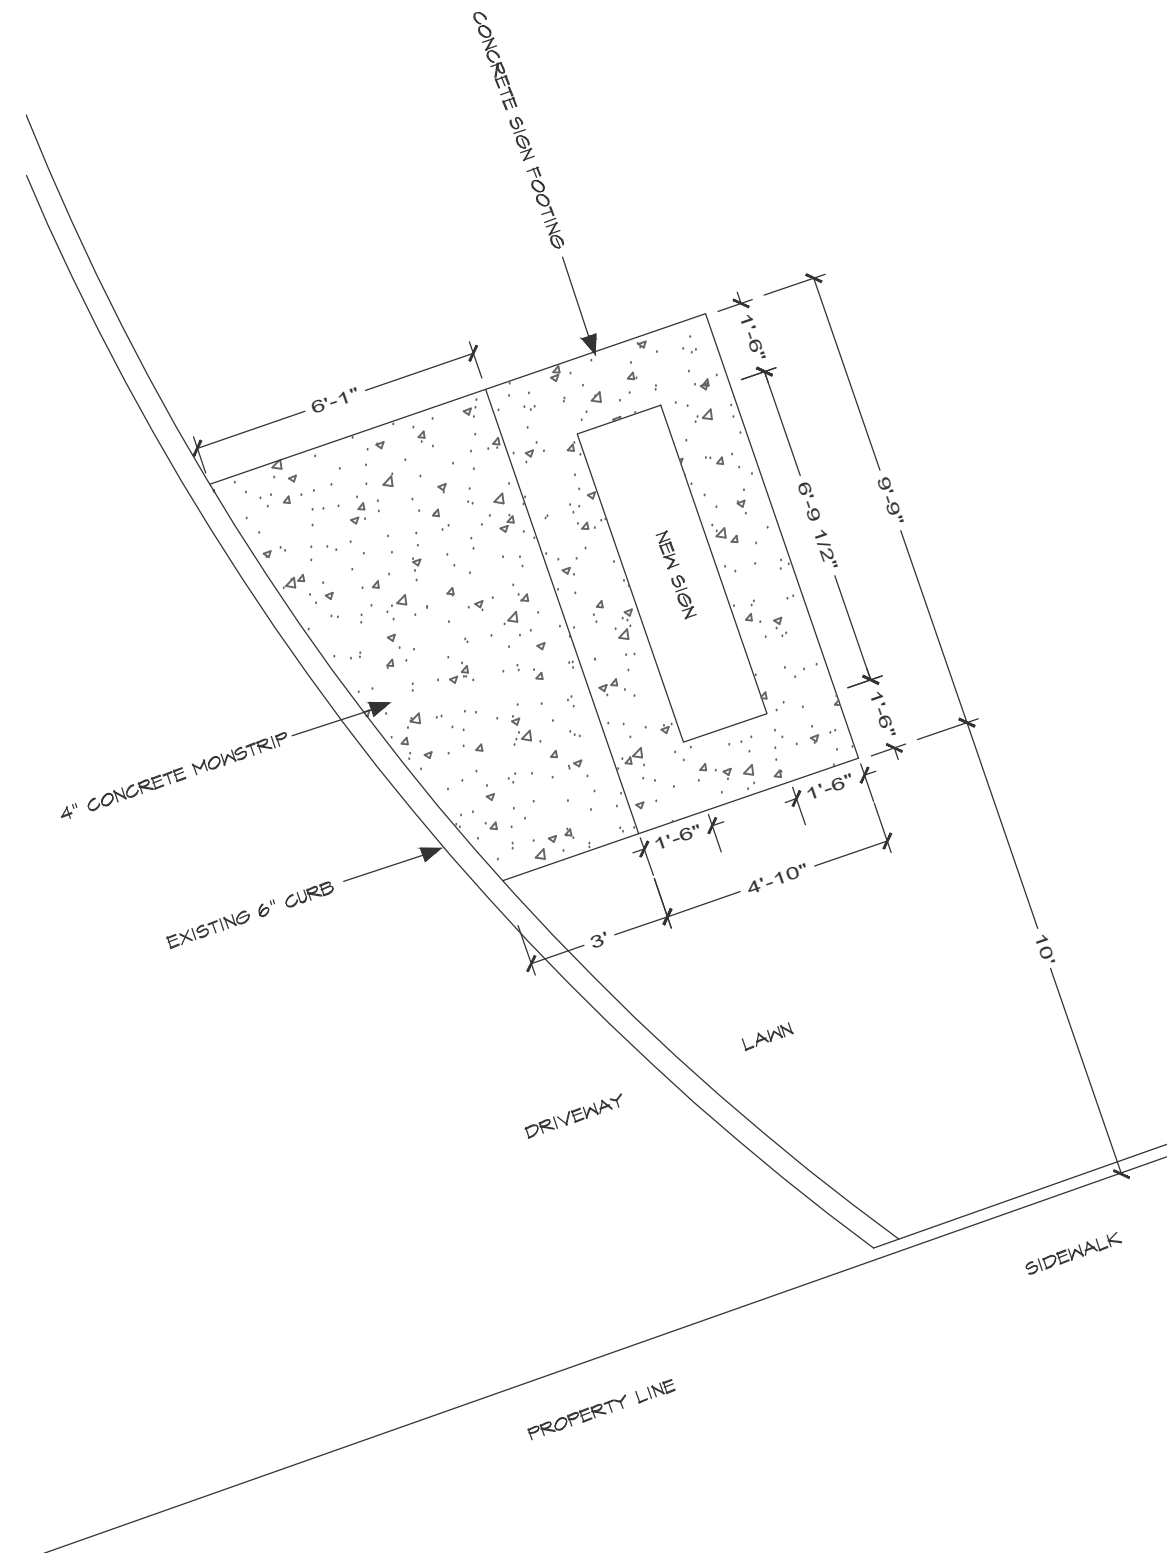 CONCRETE SIGN FOOTING
1'-6"
6'-1"
9'-9"
6'-9 1/2"
NEW SIGN
1'-6"
4" CONCRETE MOWSTRIP
1'-6"
1'-6"
EXISTING 6" CURB
4'-10"
3'
10'
LAWN
DRIVEWAY
SIDEWALK
PROPERTY LINE